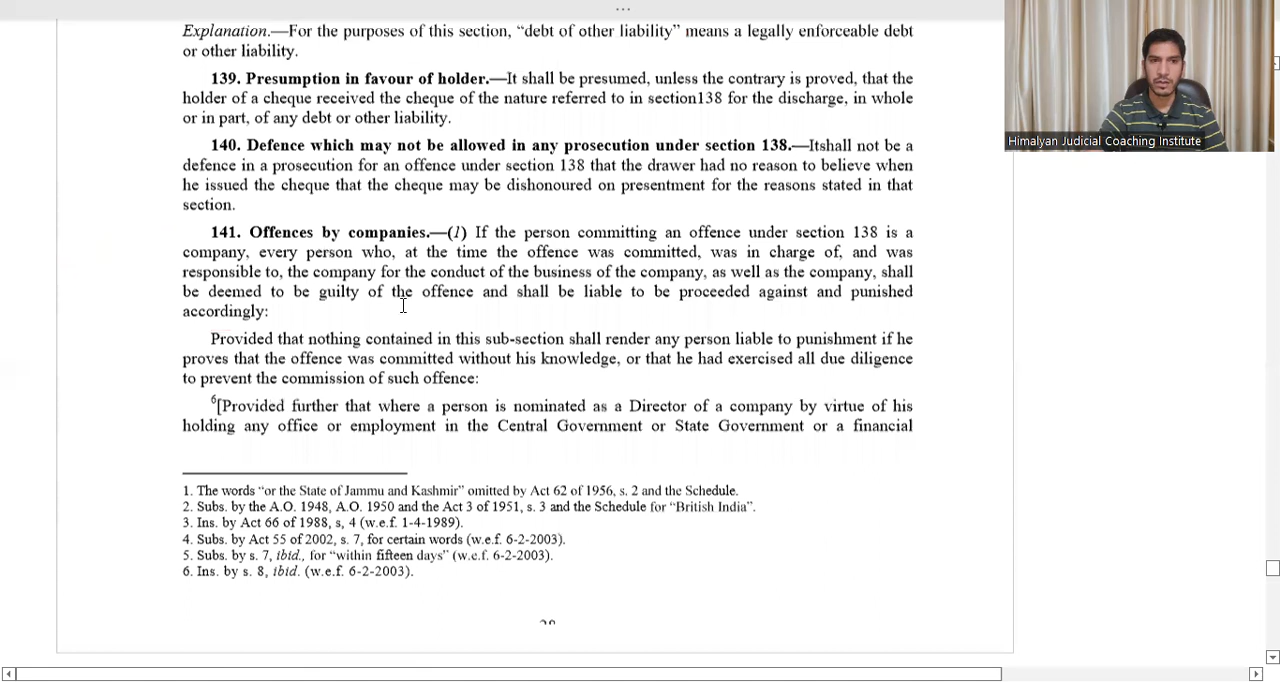 Explanation.—For the purposes of this section, “debt of other liability” means a legally enforceable debt
or other liability.
139. Presumption in favour of holder.—It shall be presumed, unless the contrary is proved, that the
holder of a cheque received the cheque of the nature referred to in section138 for the discharge, in whole
or in part, of any debt or other liability.
140. Defence which may not be allowed in any prosecution under section 138.—Itshall not be a
defence in a prosecution for an offence under section 138 that the drawer had no reason to believe when
he issued the cheque that the cheque may be dishonoured on presentment for the reasons stated in that
section.
141. Offences by companies.—(1) If the person committing an offence under section 138 is a
company, every person who, at the time the offence was committed, was in charge of, and was
responsible to, the company for the conduct of the business of the company, as well as the company, shall
be deemed to be guilty of the offence and shall be liable to be proceeded against and punished
accordingly:
Provided that nothing contained in this sub-section shall render any person liable to punishment if he
proves that the offence was committed without his knowledge, or that he had exercised all due diligence
to prevent the commission of such offence:
6[Provided further that where a person is nominated as a Director of a company by virtue of his
holding any office or employment in the Central Government or State Government or a financial
1. The words “or the State of Jammu and Kashmir” omitted by Act 62 of 1956, s. 2 and the Schedule.
2. Subs. by the A.O. 1948, A.O. 1950 and the Act 3 of 1951, s. 3 and the Schedule for “British India”.
3. Ins. by Act 66 of 1988, s, 4 (w.e.f. 1-4-1989).
4. Subs. by Act 55 of 2002, s. 7, for certain words (w.e.f. 6-2-2003).
5. Subs. by s. 7, ibid., for “within fifteen days” (w.e.f. 6-2-2003).
6. Ins. by s. 8, ibid. (w.e.f. 6-2-2003).
Himalyan Judicial Coaching Institute